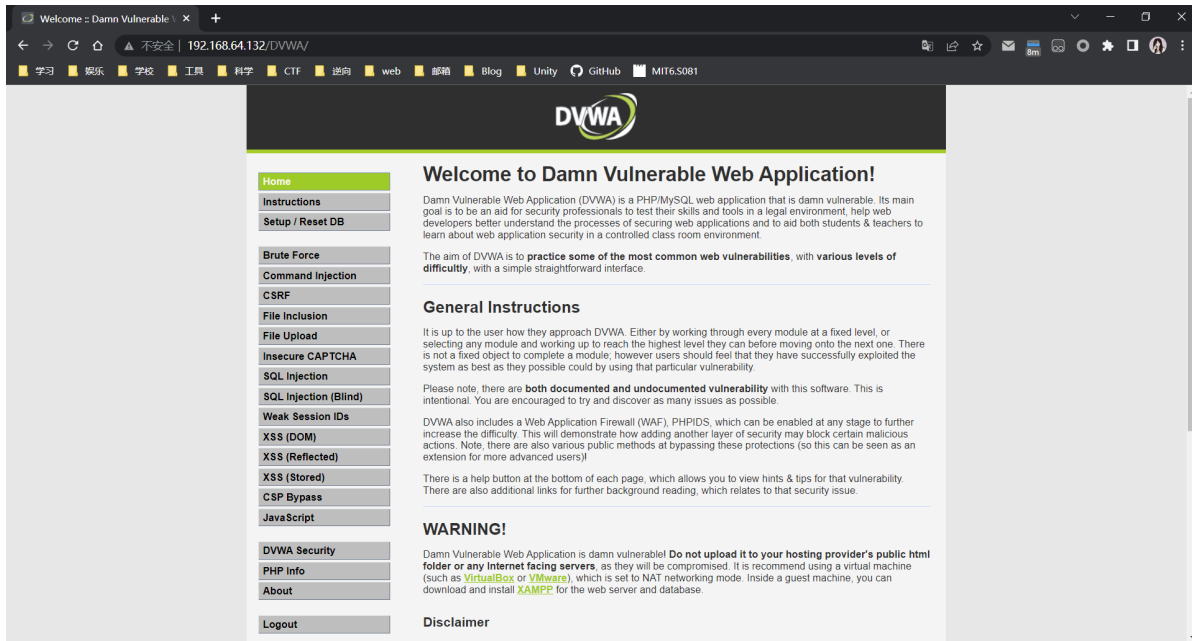 Welcome :: Damn Vulnerable
不安全 | 192.168.64.132/DVWA/
8m
学习 娱乐 学校 工具 科学 CTF 逆向 web 邮箱 Blog Unity GitHub MIT6.S081
DVWA
Home
Instructions
Setup / Reset DB
Brute Force
Command Injection
CSRF
File Inclusion
File Upload
Insecure CAPTCHA
SQL Injection
SQL Injection (Blind)
Weak Session IDs
XSS (DOM)
XSS (Reflected)
XSS (Stored)
CSP Bypass
JavaScript
DVWA Security
PHP Info
About
Logout
Welcome to Damn Vulnerable Web Application!
Damn Vulnerable Web Application (DVWA) is a PHP/MySQL web application that is damn vulnerable. Its main
goal is to be an aid for security professionals to test their skills and tools in a legal environment, help web
developers better understand the processes of securing web applications and to aid both students & teachers to
learn about web application security in a controlled class room environment.
The aim of DVWA is to practice some of the most common web vulnerabilities, with various levels of
difficultly, with a simple straightforward interface.
General Instructions
It is up to the user how they approach DVWA. Either by working through every module at a fixed level, or
selecting any module and working up to reach the highest level they can before moving onto the next one. There
is not a fixed object to complete a module; however users should feel that they have successfully exploited the
system as best as they possible could by using that particular vulnerability.
Please note, there are both documented and undocumented vulnerability with this software. This is
intentional. You are encouraged to try and discover as many issues as possible.
DVWA also includes a Web Application Firewall (WAF), PHPIDS, which can be enabled at any stage to further
increase the difficulty. This will demonstrate how adding another layer of security may block certain malicious
actions. Note, there are also various public methods at bypassing these protections (so this can be seen as an
extension for more advanced users)!
There is a help button at the bottom of each page, which allows you to view hints & tips for that vulnerability.
There are also additional links for further background reading, which relates to that security issue.
WARNING!
Damn Vulnerable Web Application is damn vulnerable! Do not upload it to your hosting provider's public html
folder or any Internet facing servers, as they will be compromised. It is recommend using a virtual machine
(such as VirtualBox or VMware), which is set to NAT networking mode. Inside a guest machine, you can
download and install XAMPP for the web server and database.
Disclaimer